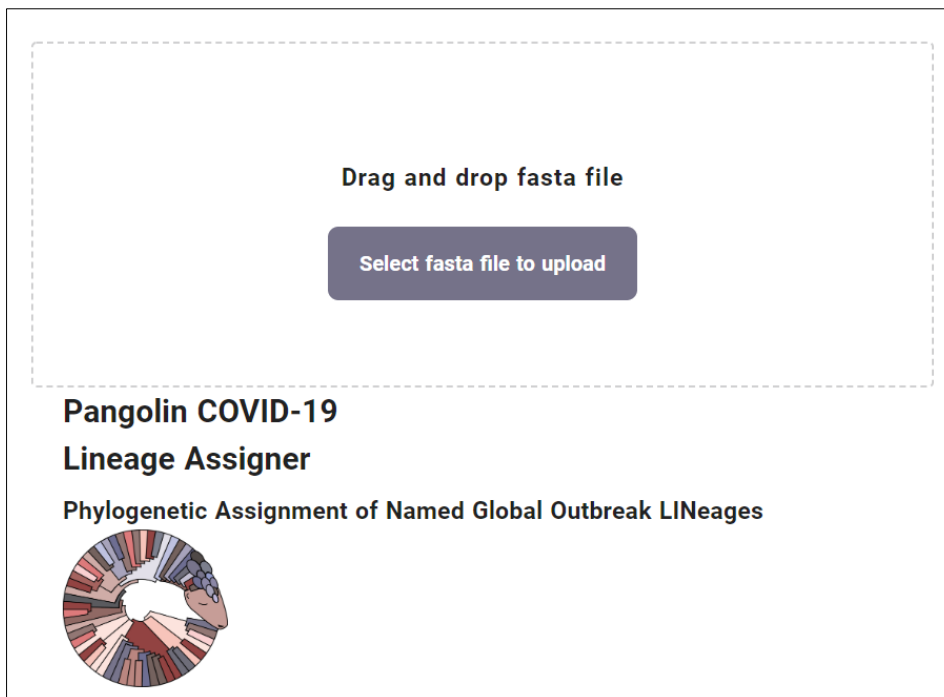 Drag and drop fasta file
Select fasta file to upload
Pangolin COVID-19
Lineage Assigner
Phylogenetic Assignment of Named Global Outbreak LINeages